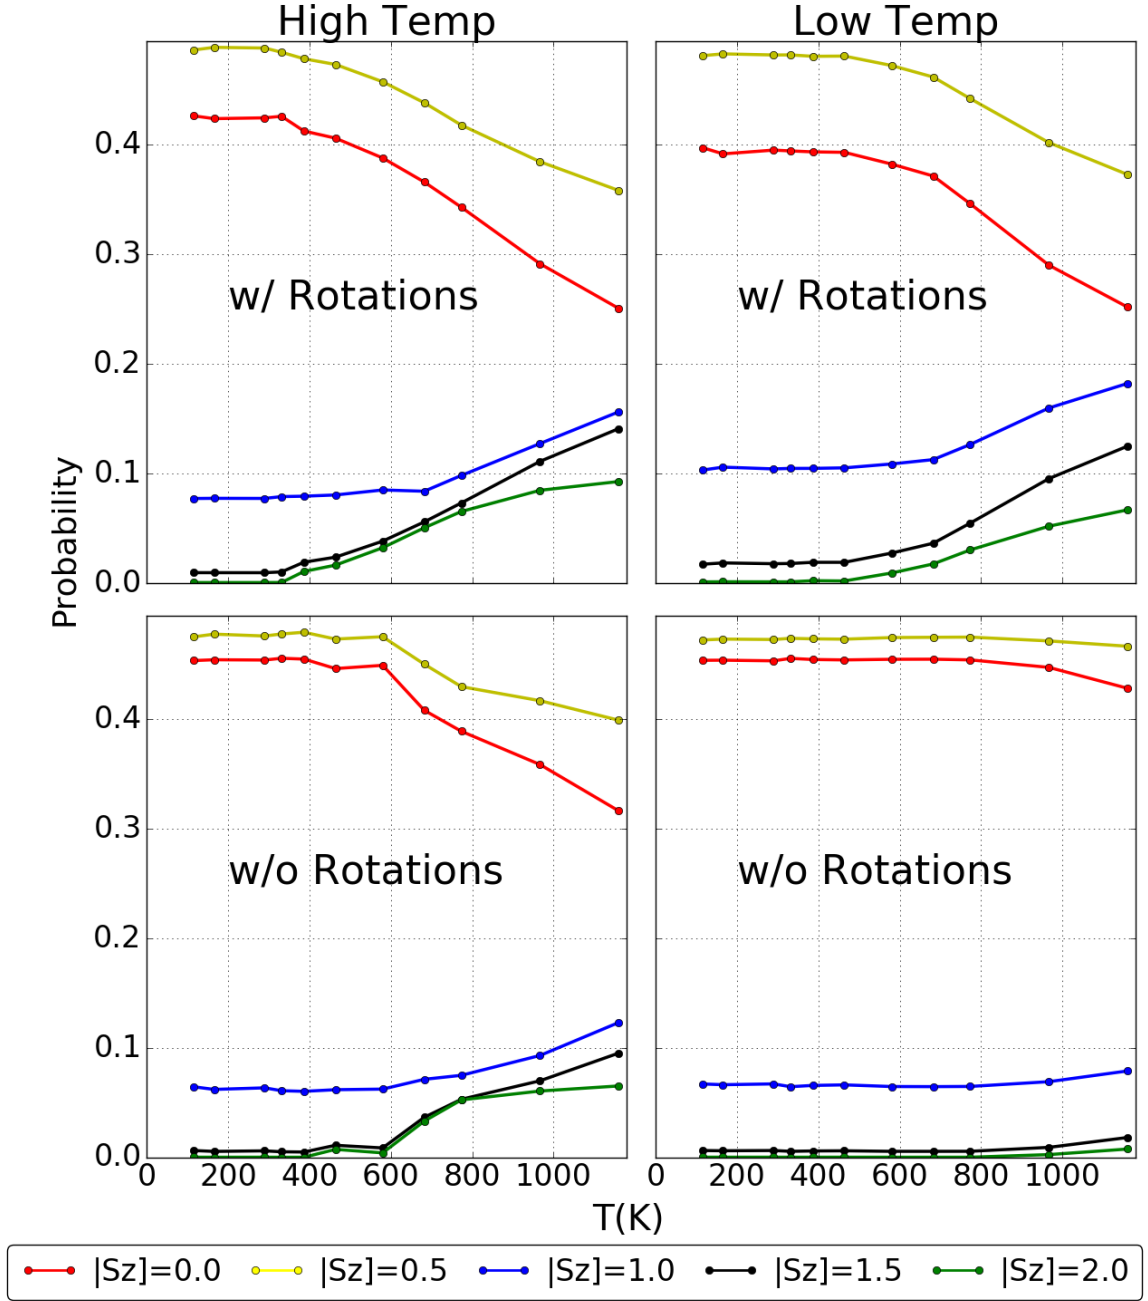 High Temp
Low Temp
0.4
0.3
0.2
0.1
0.0
w/ Rotations
w/ Rotations
Probability
0.4
0.3
0.2
0.1
0.0
w/o Rotations
w/o Rotations
0 200 400 600 800 1000
0 200 400 600 800 1000
T(K)
|Sz]=0.0 |Sz]=0.5 |Sz]=1.0 |Sz]=1.5 |Sz]=2.0